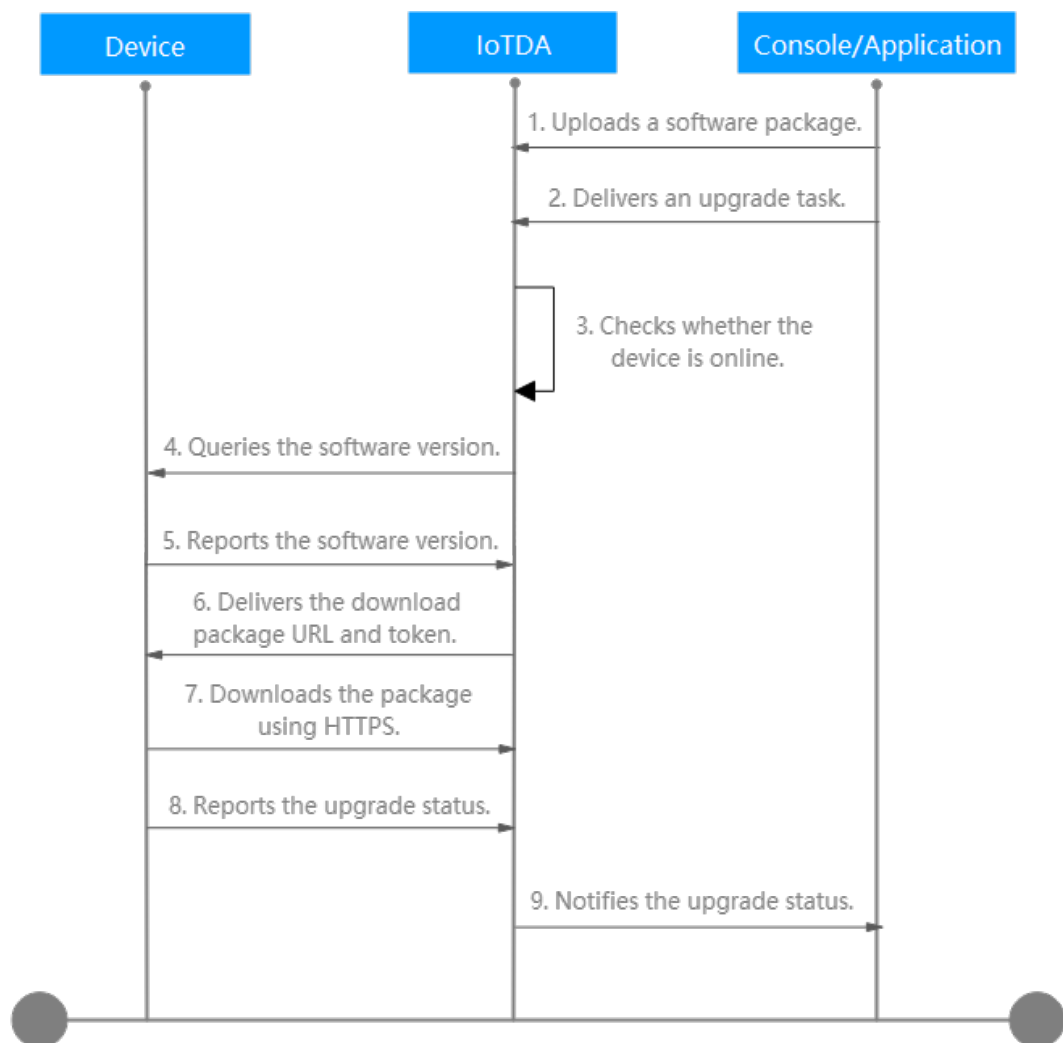 Device
IoTDA
Console/Application
1. Uploads a software package.
2. Delivers an upgrade task.
3. Checks whether the
device is online.
4. Queries the software version.
5. Reports the software version.
6. Delivers the download
package URL and token.
7. Downloads the package
using HTTPS.
8. Reports the upgrade status.
9. Notifies the upgrade status.